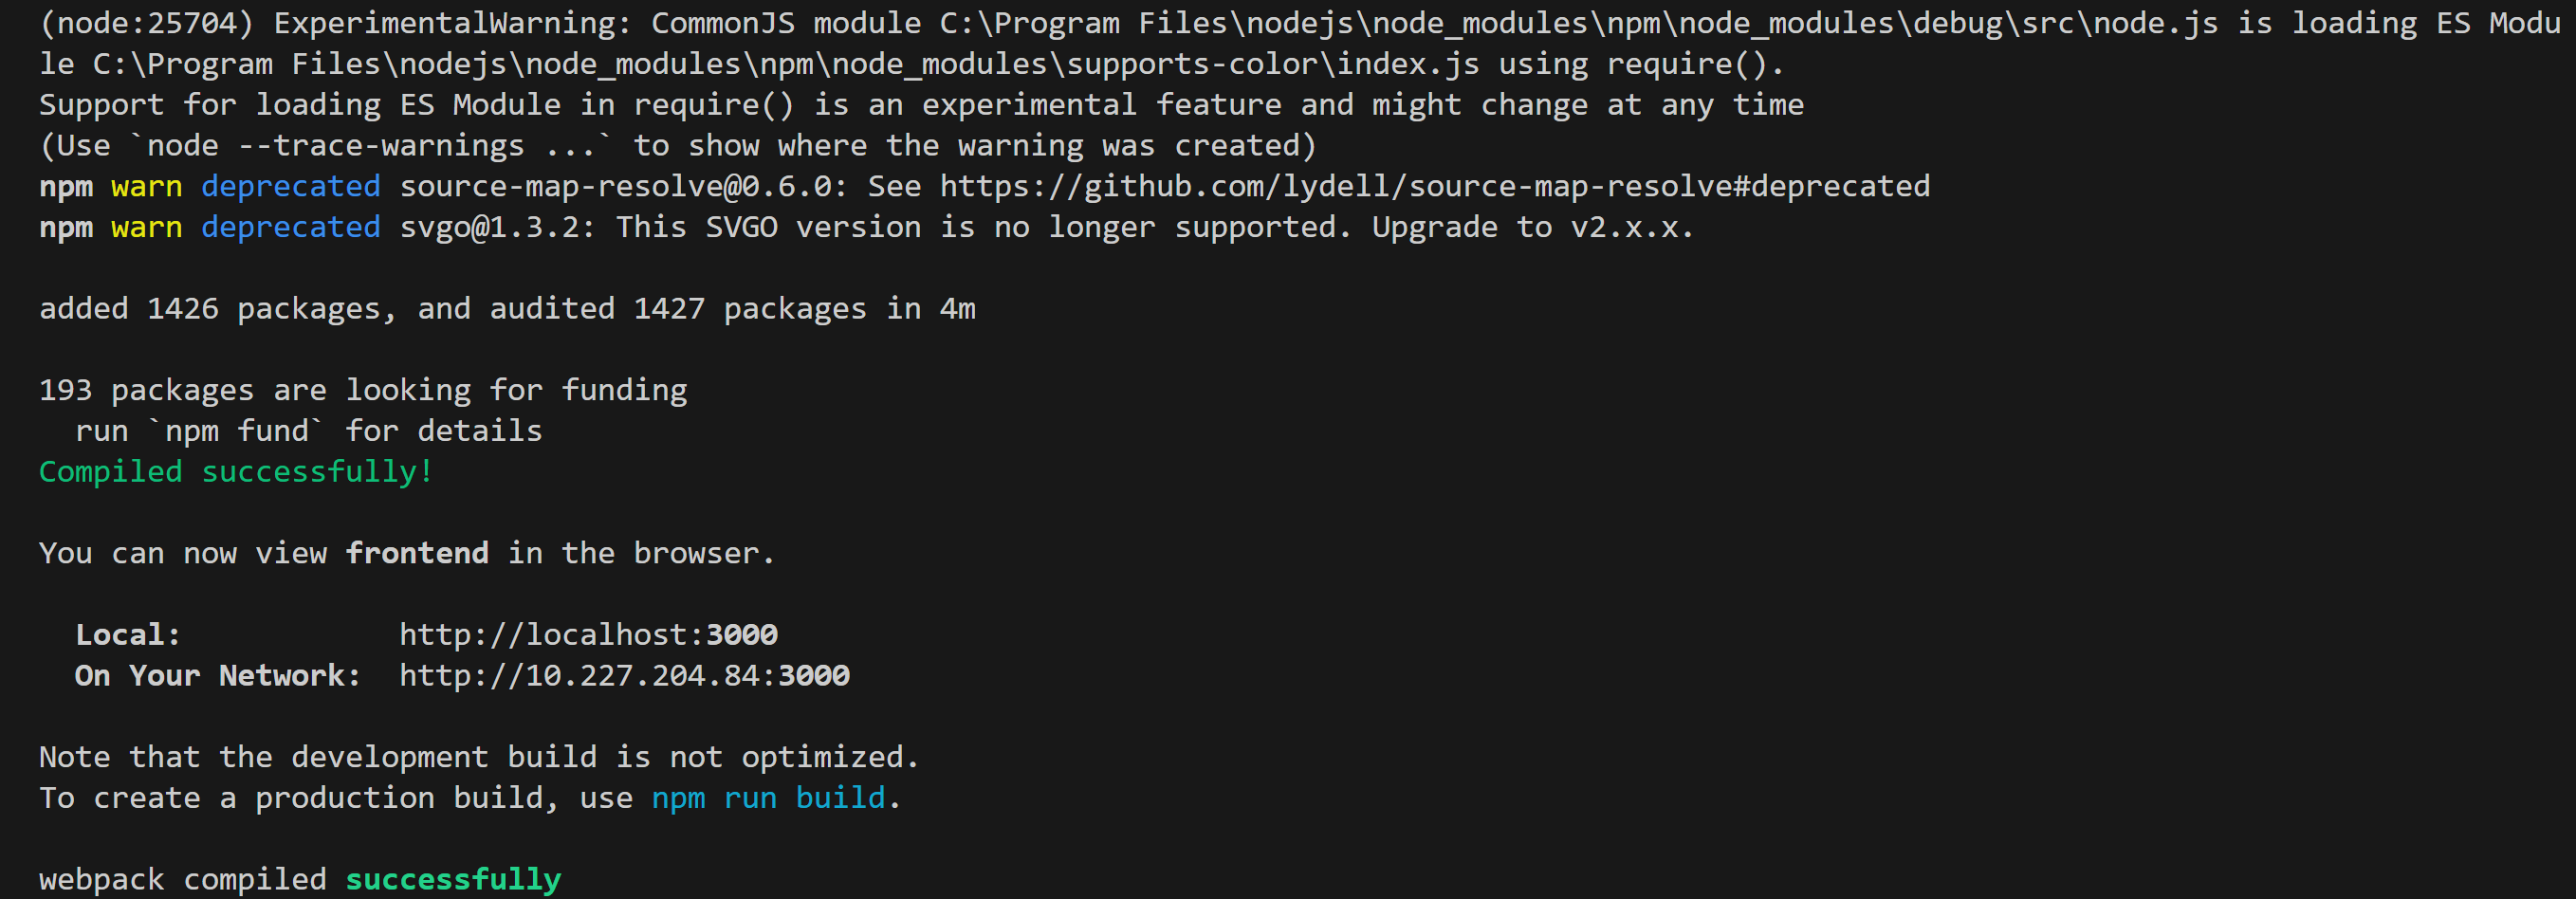 (node:25704) ExperimentalWarning: CommonJS module C:\Program Files\nodejs\node_modules\npm\node_modules\debug\src\node.js is loading ES Modu
le C:\Program Files\nodejs\node_modules\npm\node_modules\supports-color\index.js using require().
Support for loading ES Module in require() is an experimental feature and might change at any time
(Use `node --trace-warnings ...` to show where the warning was created)
npm warn deprecated source-map-resolve@0.6.0: See https://github.com/lydell/source-map-resolve#deprecated
npm warn deprecated svgo@1.3.2: This SVGO version is no longer supported. Upgrade to v2.x.x.
added 1426 packages, and audited 1427 packages in 4m
193 packages are looking for funding
  run `npm fund` for details
Compiled successfully!
You can now view frontend in the browser.
  Local:            http://localhost:3000
  On Your Network:  http://10.227.204.84:3000
Note that the development build is not optimized.
To create a production build, use npm run build.
webpack compiled successfully